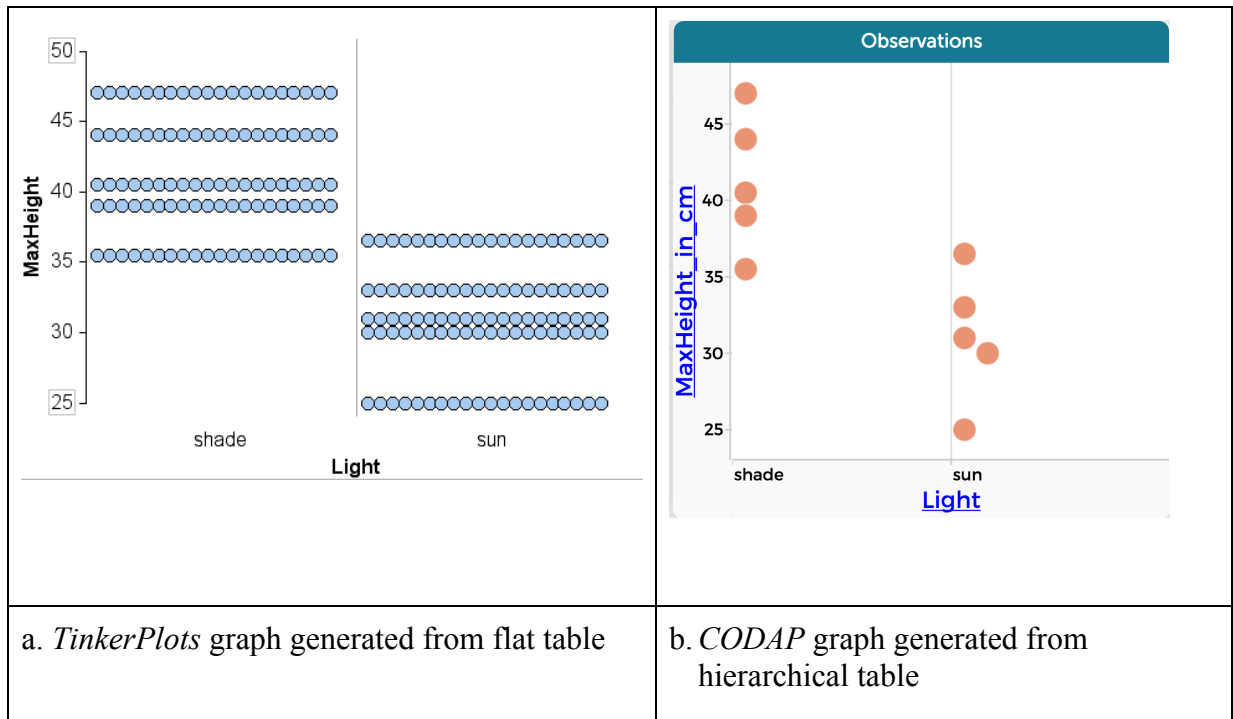 50
45
40
35
30
25
MaxHeight
shade sun
Light
Observations
45
40
35
30
25
MaxHeight_in_cm
shade sun
Light
a. TinkerPlots graph generated from flat table
b. CODAP graph generated from
hierarchical table